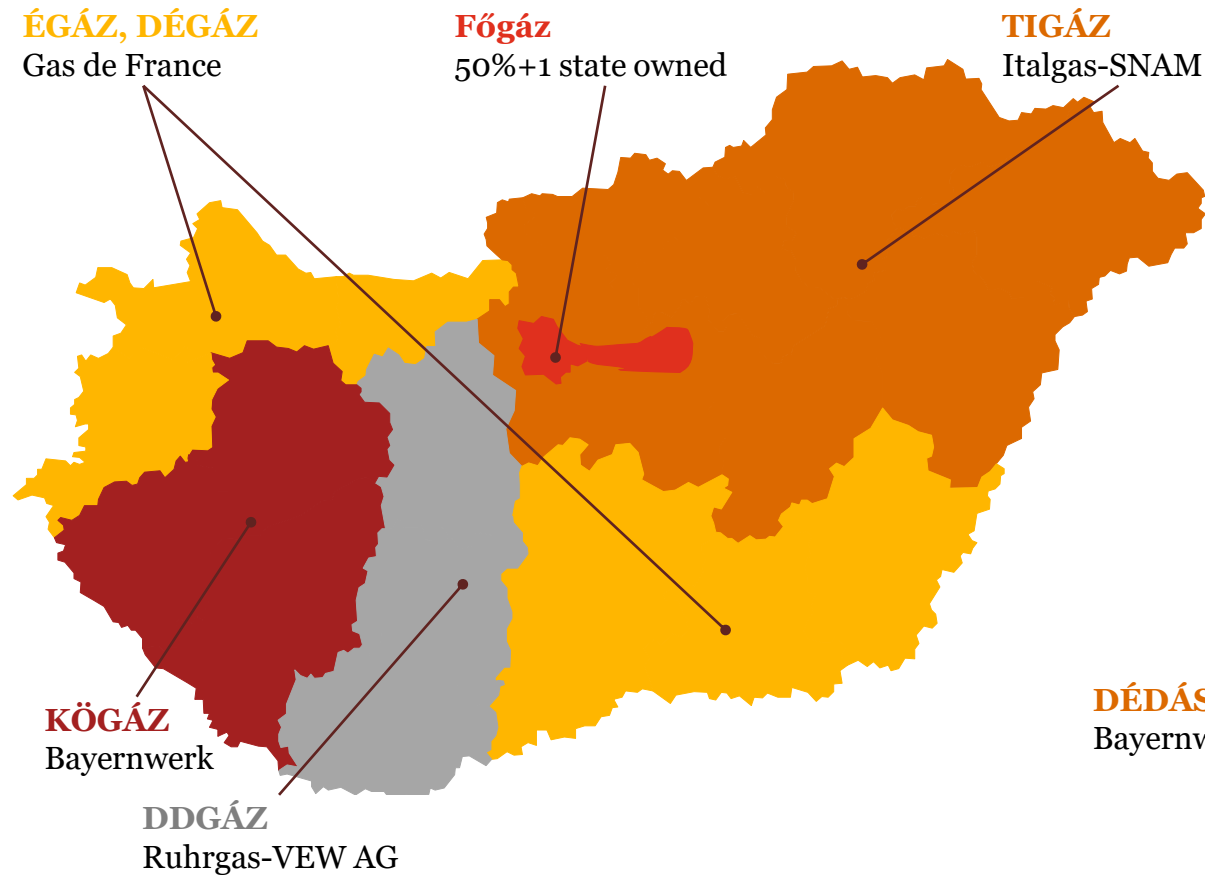 ÉGÁZ, DÉGÁZ
Gas de France
Főgáz
50%+1 state owned
TIGÁZ
Italgas-SNAM
KÖGÁZ
Bayernwerk
DDGÁZ
Ruhrgas-VEW AG